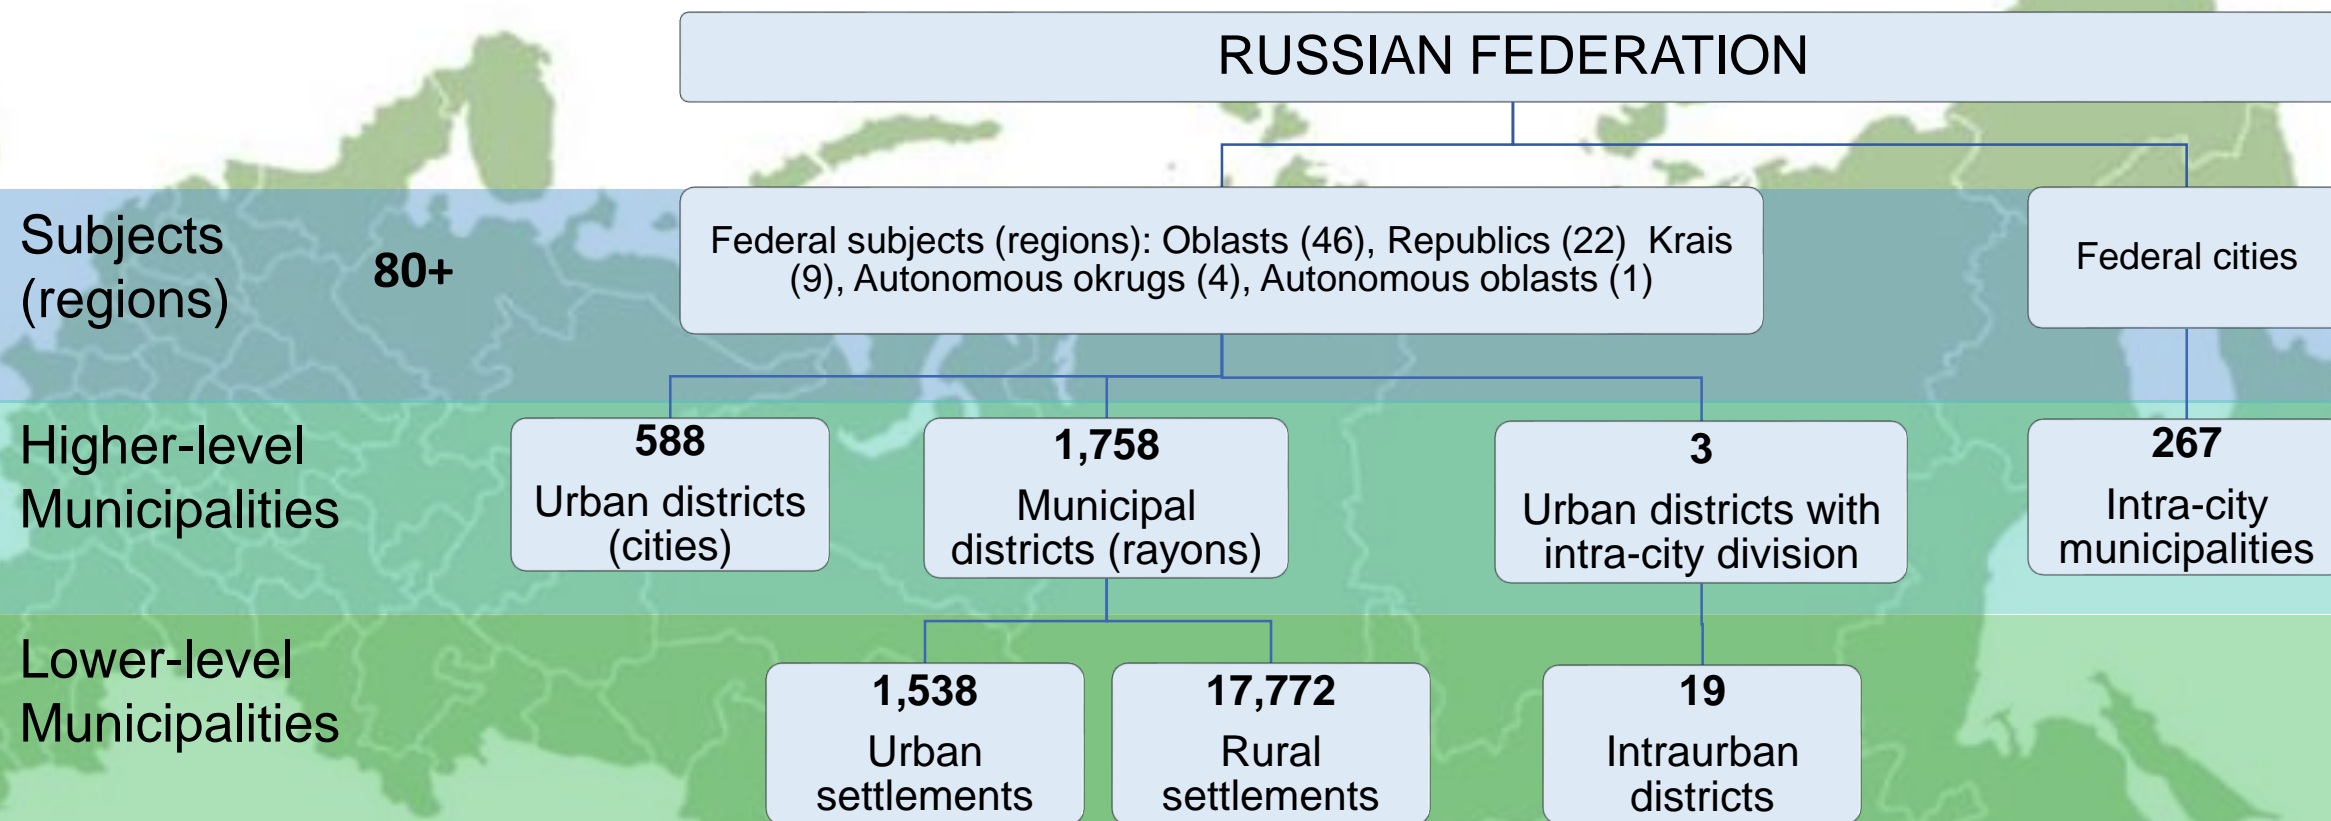 RUSSIAN FEDERATION
Subjects
(regions)
80+
Federal subjects (regions): Oblasts (46), Republics (22) Krais
(9), Autonomous okrugs (4), Autonomous oblasts (1)
Federal cities
Higher-level
Municipalities
588
Urban districts
(cities)
1,758
Municipal
districts (rayons)
3
Urban districts with
intra-city division
267
Intra-city
municipalities
Lower-level
Municipalities
1,538
Urban
settlements
17,772
Rural
settlements
19
Intraurban
districts